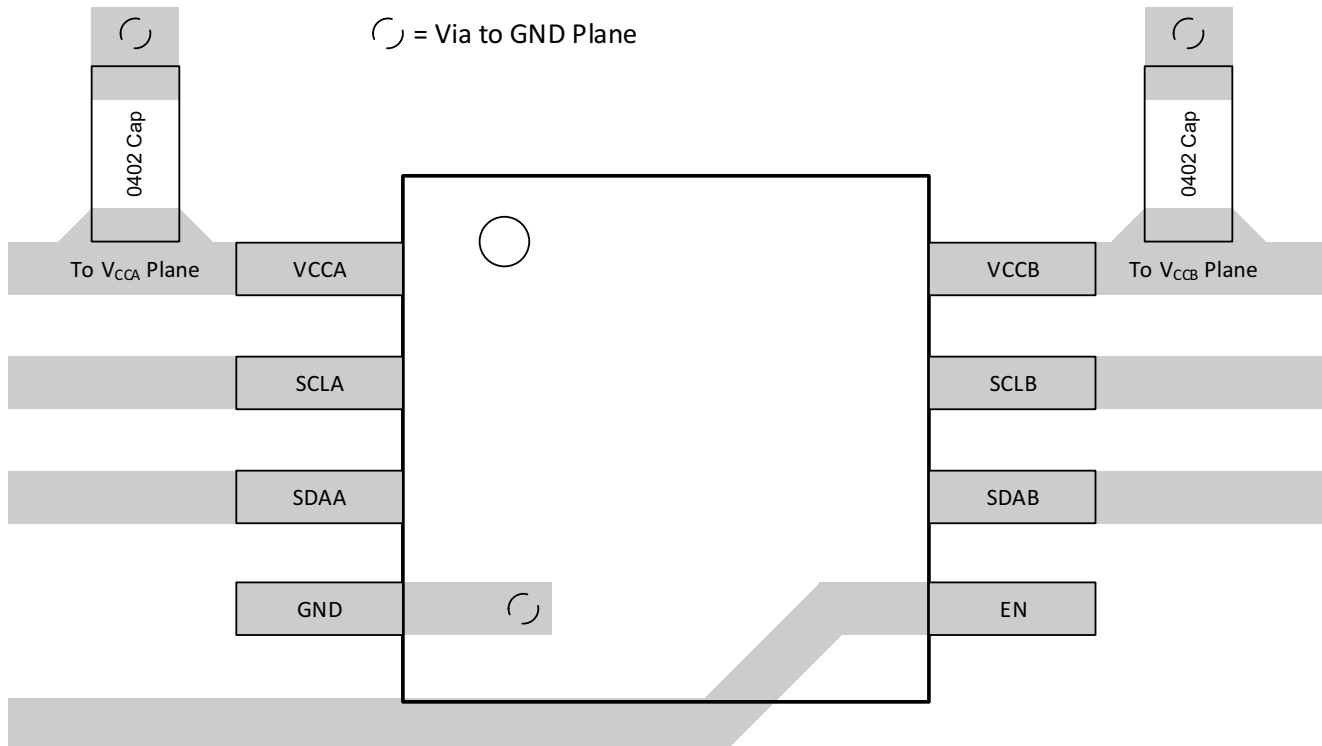 = Via to GND Plane
0402 Cap
0402 Cap
To VCCA Plane
VCCA
VCCB
To VCCB Plane
SCLA
SCLB
SDAA
SDAB
GND
EN